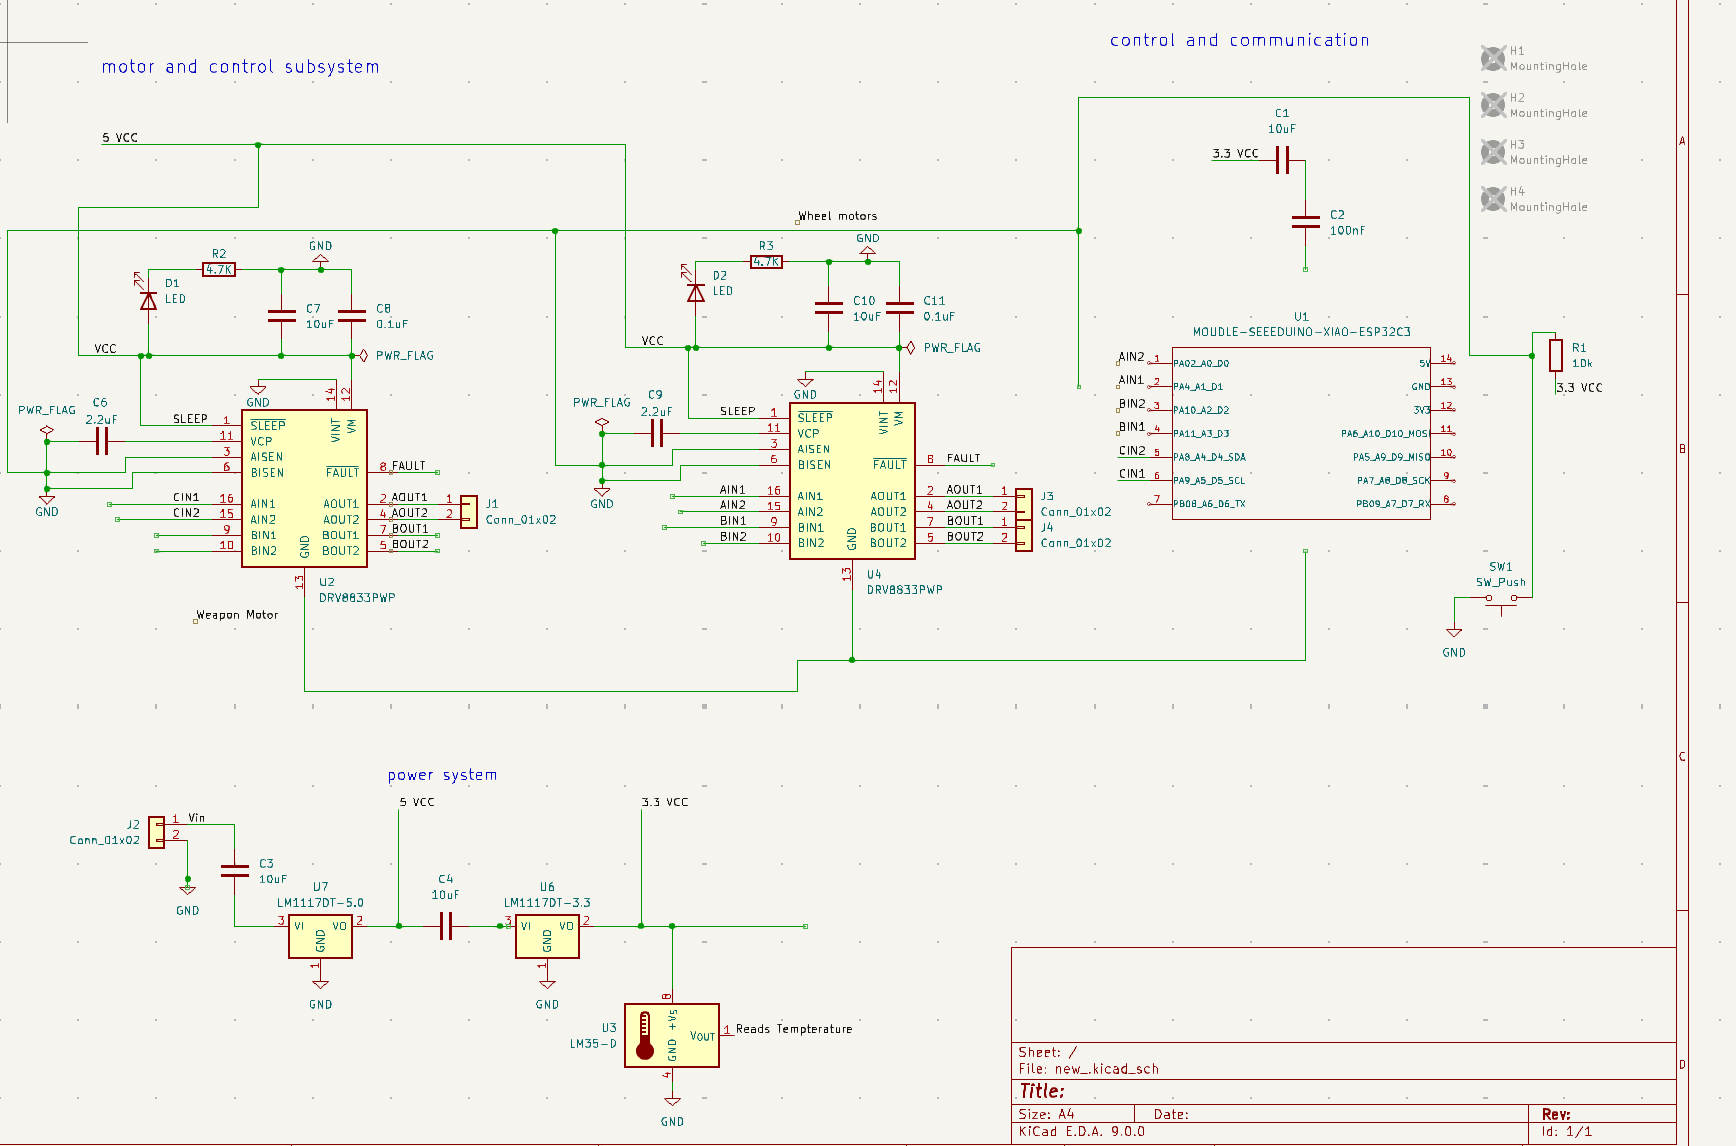 motor and control subsystem
control and communication
H1
MountingHole
H2
MountingHole
H3
MountingHole
H4
MountingHole
5 VCC
C1
10uF
3.3 VCC
C2
100nF
Wheel motors
R2
4.7K
GND
D1
LED
C7
10uF
C8
0.1uF
VCC
PWR_FLAG
GND
14
12
PWR_FLAG
C6
2.2uF
SLEEP
1
SLEEP
VINT
VM
11
VCP
3
AISEN
6
BISEN
FAULT
8
FAULT
GND
CIN1
16
AIN1
AOUT1
2
AOUT1
CIN2
15
AIN2
AOUT2
4
AOUT2
9
BIN1
BOUT1
7
BOUT1
10
BIN2
BOUT2
5
BOUT2
GND
13
1
2
J1
Conn_01x02
U2
DRV8833PWP
Weapon Motor
R3
4.7K
GND
D2
LED
C10
10uF
C11
0.1uF
VCC
PWR_FLAG
GND
14
12
PWR_FLAG
C9
2.2uF
SLEEP
1
SLEEP
VINT
VM
11
VCP
3
AISEN
6
BISEN
FAULT
8
FAULT
GND
AIN1
16
AIN1
AOUT1
2
AOUT1
1
AIN2
15
AIN2
AOUT2
4
AOUT2
2
BIN1
9
BIN1
BOUT1
7
BOUT1
1
BIN2
10
BIN2
BOUT2
5
BOUT2
2
GND
13
J3
Conn_01x02
J4
Conn_01x02
U4
DRV8833PWP
U1
MOUDLE-SEEEDUINO-XIAO-ESP32C3
AIN2
1
PA02_A0_D0
5V
14
AIN1
2
PA4_A1_D1
GND
13
BIN2
3
PA10_A2_D2
3V3
12
BIN1
4
PA11_A3_D3
PA6_A10_D10_MOSI
11
CIN2
5
PA8_A4_D4_SDA
PA5_A9_D9_MISO
10
CIN1
6
PA9_A5_D5_SCL
PA7_A8_D8_SCK
9
7
PB08_A6_D6_TX
PB09_A7_D7_RX
8
R1
10k
3.3 VCC
SW1
SW_Push
GND
power system
J2
Conn_01x02
1
Vin
2
GND
C3
10uF
U7
LM1117DT-5.0
3
VI
VO
2
GND
1
GND
5 VCC
C4
10uF
U6
LM1117DT-3.3
3
VI
VO
2
GND
1
GND
3.3 VCC
U3
LM35-D
8
+VS
GND
VOUT
1
Reads Tempterature
4
GND
A
B
C
D
Sheet: /
File: new_.kicad_sch
Title:
Size: A4
Date:
Rev:
KiCad E.D.A. 9.0.0
Id: 1/1